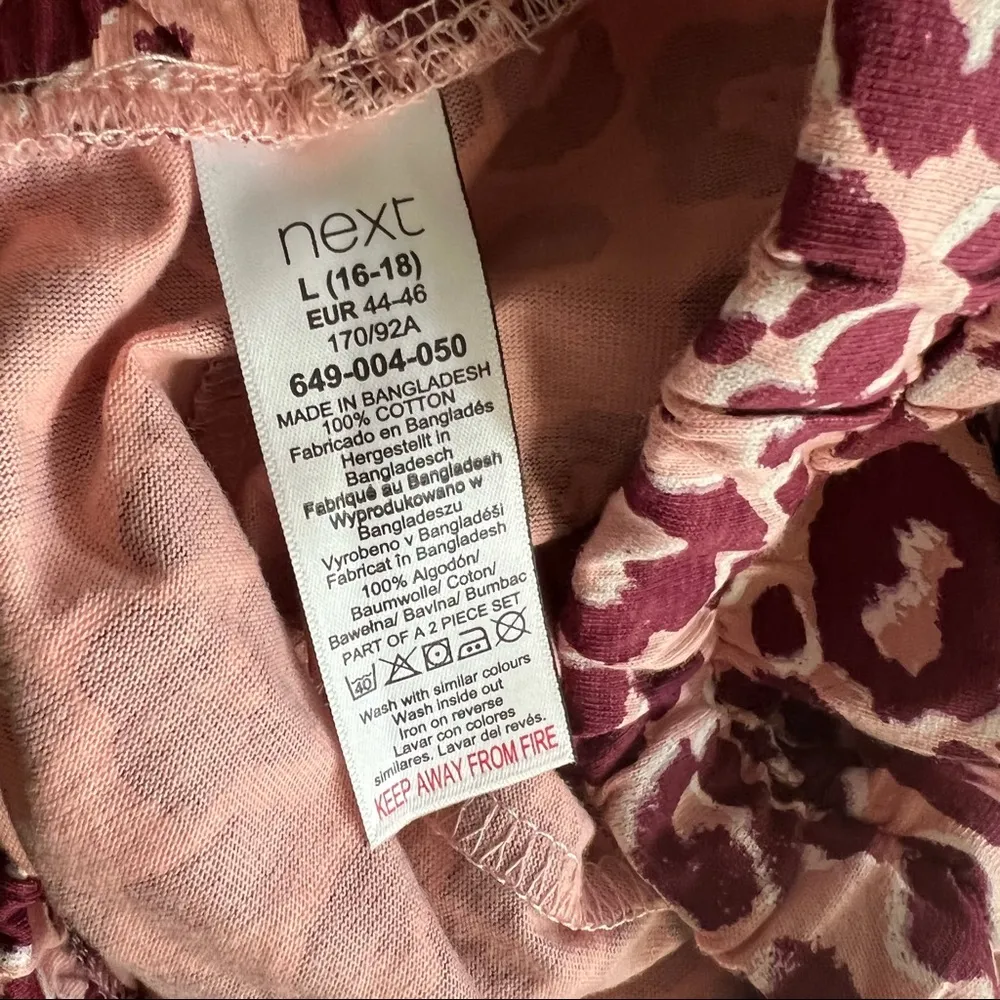 next
L (16-18)
EUR 44-46
170/92A
649-004-050
MADE IN BANGLADESH
100% COTTON
Fabricado en Bangladés
Hergestellt in
Bangladesch
Fabriqué au Bangladesh
Wyprodukowano w
Bangladeszu
Vyrobeno v Bangladéši
Fabricat în Bangladesh
100% Algodón/
Baumwolle/ Coton/
Bawełna/ Bavlna/ Bumbac
PART OF A 2 PIECE SET
40
Wash with similar colours
Wash inside out
Iron on reverse
Lavar con colores
similares. Lavar del revés.
KEEP AWAY FROM FIRE